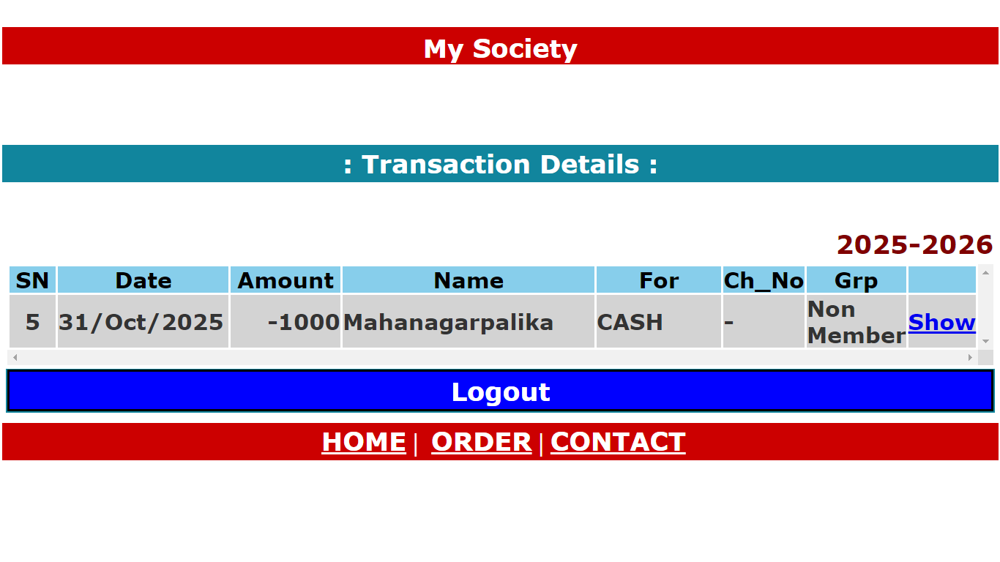 My Society
: Transaction Details :
2025-2026
SN Date Amount Name For Ch_No Grp
5 31/Oct/2025 -1000 Mahanagarpalika CASH - Non Member Show
Logout
HOME | ORDER | CONTACT